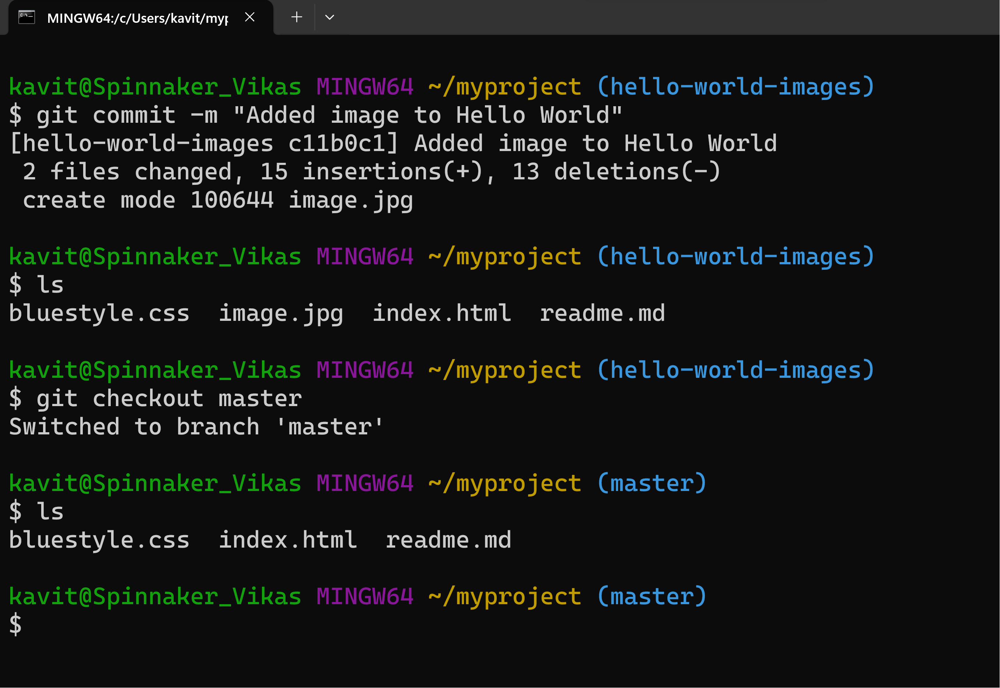 MINGW64:/c/Users/kavit/myp
kavit@Spinnaker_Vikas MINGW64 ~/myproject (hello-world-images)
$ git commit -m "Added image to Hello World"
[hello-world-images c11b0c1] Added image to Hello World
 2 files changed, 15 insertions(+), 13 deletions(-)
 create mode 100644 image.jpg
kavit@Spinnaker_Vikas MINGW64 ~/myproject (hello-world-images)
$ ls
bluestyle.css  image.jpg  index.html  readme.md
kavit@Spinnaker_Vikas MINGW64 ~/myproject (hello-world-images)
$ git checkout master
Switched to branch 'master'
kavit@Spinnaker_Vikas MINGW64 ~/myproject (master)
$ ls
bluestyle.css  index.html  readme.md
kavit@Spinnaker_Vikas MINGW64 ~/myproject (master)
$